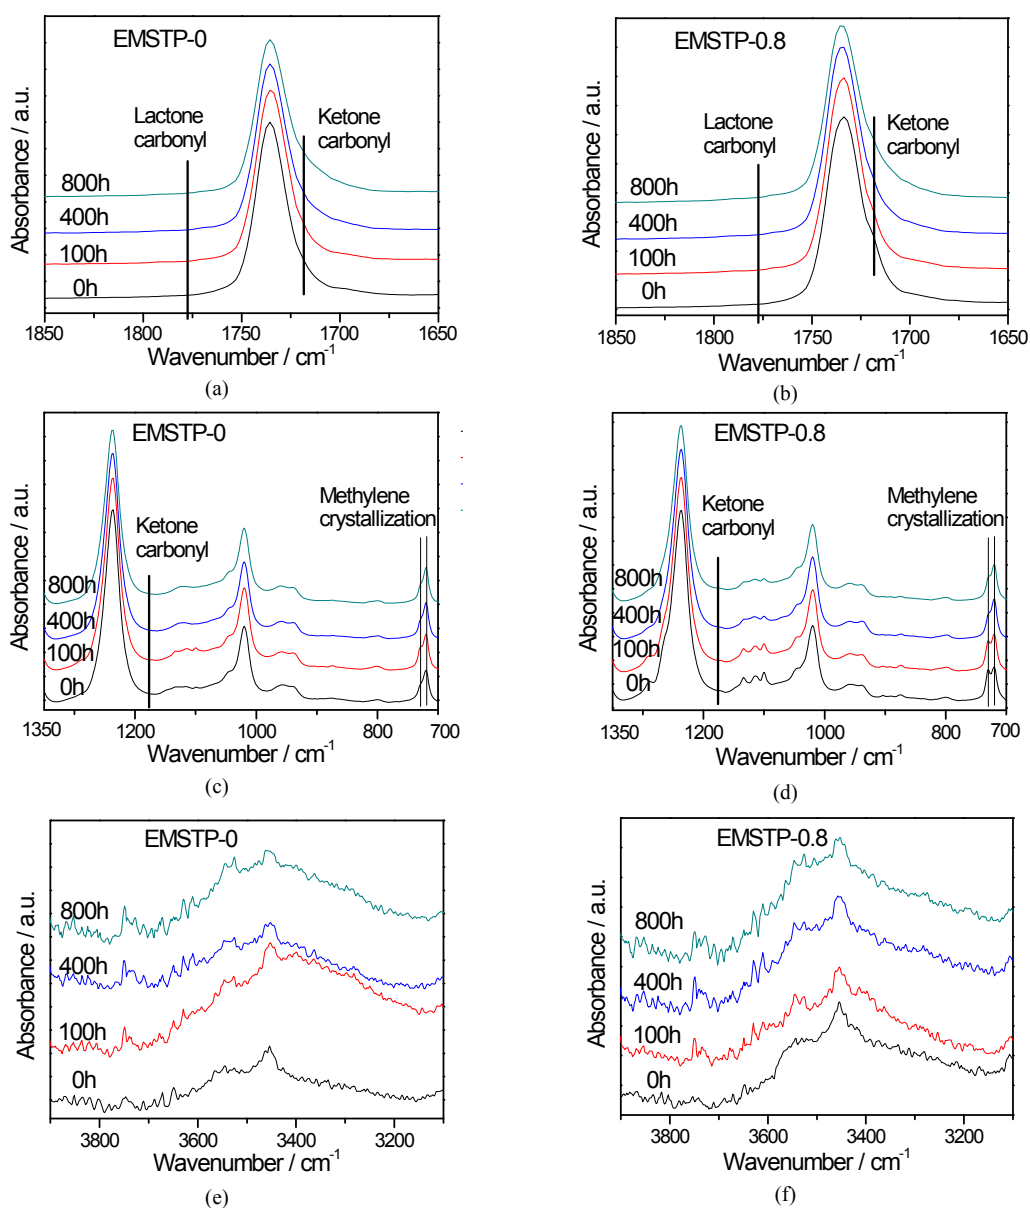 EMSTP-0
Absorbance / a.u.
Lactone
carbonyl
Ketone
carbonyl
800h
400h
100h
0h
1850 1800 1750 1700 1650
Wavenumber / cm-1
(a)
EMSTP-0.8
Absorbance / a.u.
Lactone
carbonyl
Ketone
carbonyl
800h
400h
100h
0h
1850 1800 1750 1700 1650
Wavenumber / cm-1
(b)
EMSTP-0
Absorbance / a.u.
Ketone
carbonyl
Methylene
crystallization
800h
400h
100h
0h
1350 1200 1000 800 700
Wavenumber / cm-1
(c)
EMSTP-0.8
Absorbance / a.u.
Ketone
carbonyl
Methylene
crystallization
800h
400h
100h
0h
1350 1200 1000 800 700
Wavenumber / cm-1
(d)
EMSTP-0
Absorbance / a.u.
800h
400h
100h
0h
3800 3600 3400 3200
Wavenumber / cm-1
(e)
EMSTP-0.8
Absorbance / a.u.
800h
400h
100h
0h
3800 3600 3400 3200
Wavenumber / cm-1
(f)